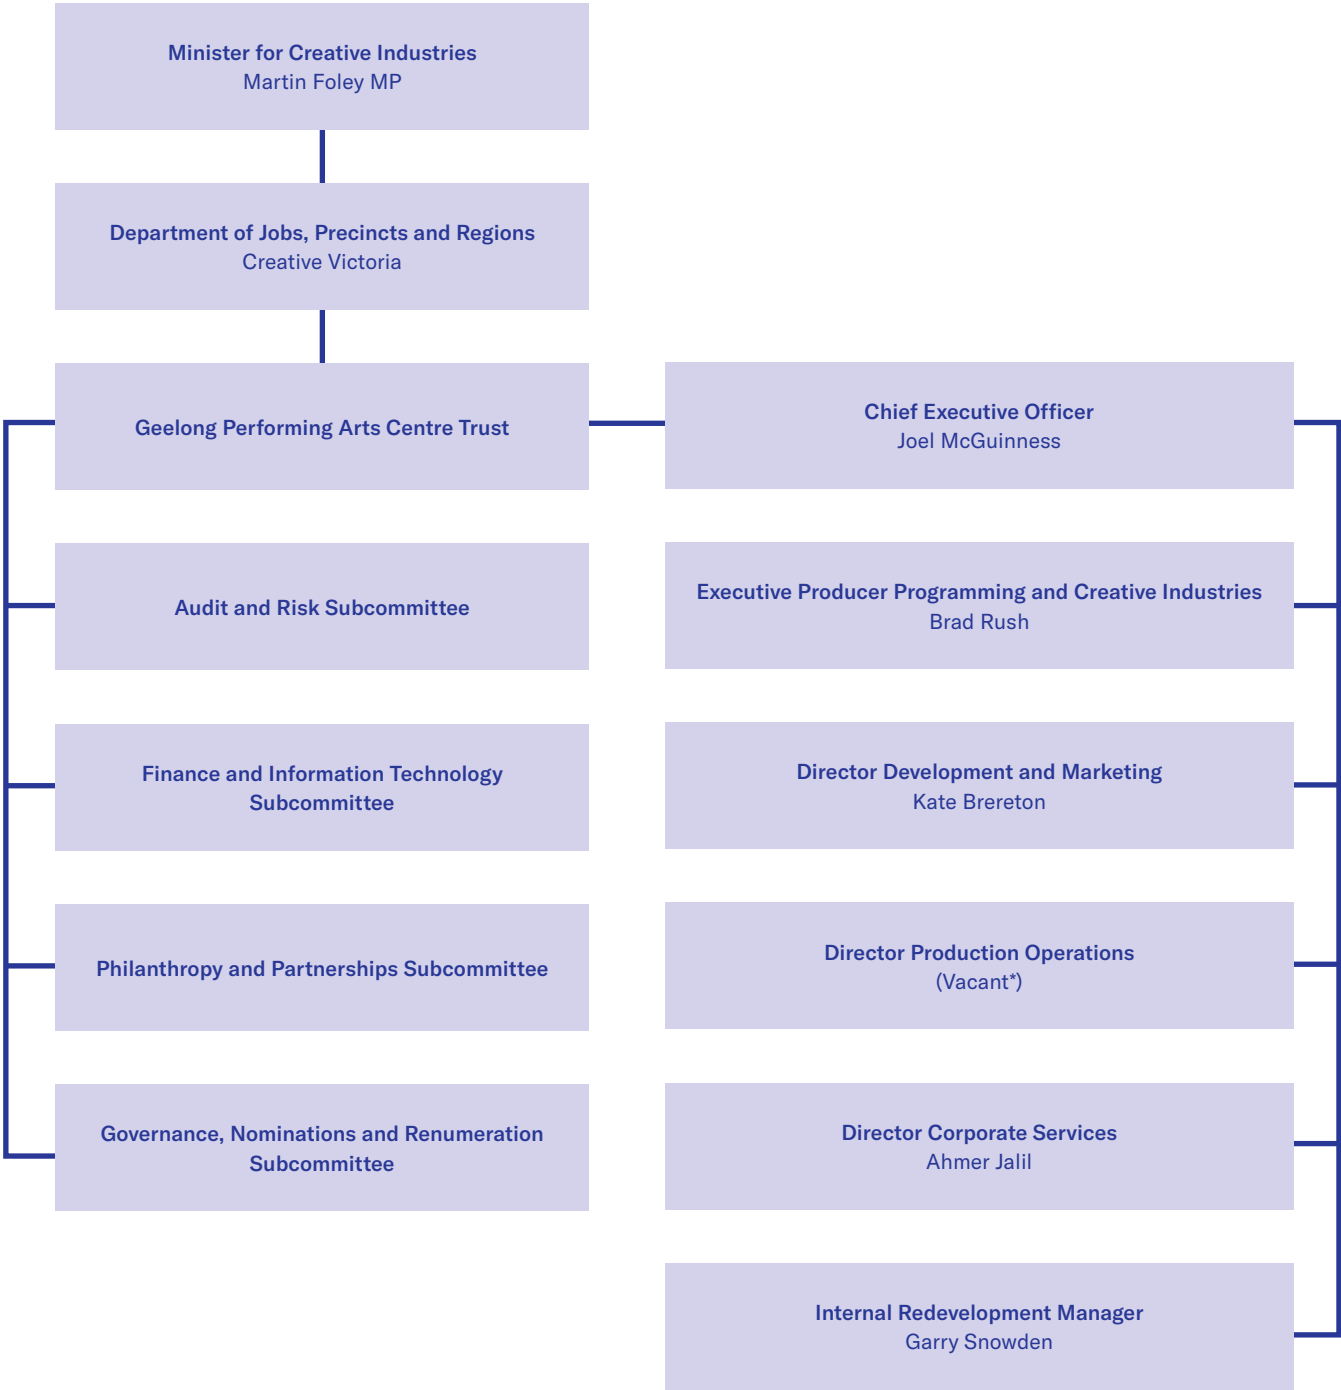 Minister for Creative Industries
Martin Foley MP
Department of Jobs, Precincts and Regions
Creative Victoria
Geelong Performing Arts Centre Trust
Audit and Risk Subcommittee
Finance and Information Technology
Subcommittee
Philanthropy and Partnerships Subcommittee
Governance, Nominations and Renumeration
Subcommittee
Chief Executive Officer
Joel McGuinness
Executive Producer Programming and Creative Industries
Brad Rush
Director Development and Marketing
Kate Brereton
Director Production Operations
(Vacant*)
Director Corporate Services
Ahmer Jalil
Internal Redevelopment Manager
Garry Snowden